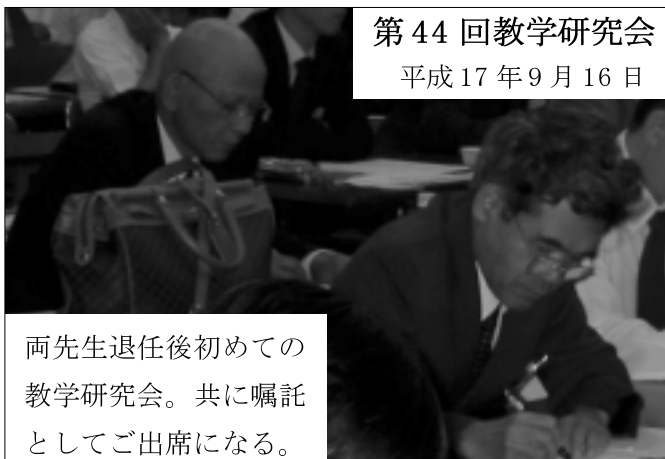 第44回教学研究会
平成17年9月16日
両先生退任後初めての
教学研究会。共に嘱託
としてご出席になる。